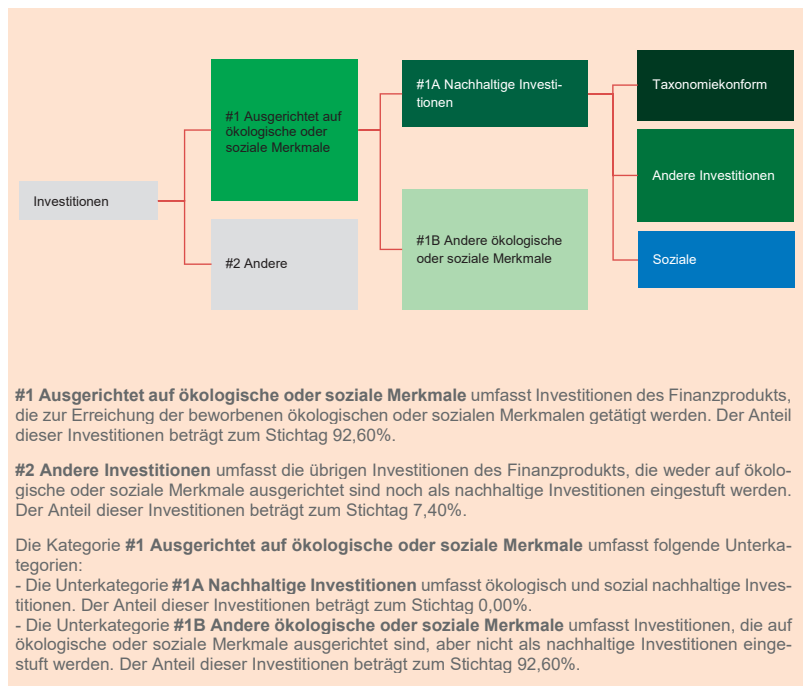 Investitionen
#1 Ausgerichtet auf
ökologische oder
soziale Merkmale
#2 Andere
#1A Nachhaltige Investi-
tionen
#1B Andere ökologische
oder soziale Merkmale
Taxonomiekonform
Andere Investitionen
Soziale
#1 Ausgerichtet auf ökologische oder soziale Merkmale umfasst Investitionen des Finanzprodukts,
die zur Erreichung der beworbenen ökologischen oder sozialen Merkmalen getätigt werden. Der Anteil
dieser Investitionen beträgt zum Stichtag 92,60%.
#2 Andere Investitionen umfasst die übrigen Investitionen des Finanzprodukts, die weder auf ökolo-
gische oder soziale Merkmale ausgerichtet sind noch als nachhaltige Investitionen eingestuft werden.
Der Anteil dieser Investitionen beträgt zum Stichtag 7,40%.
Die Kategorie #1 Ausgerichtet auf ökologische oder soziale Merkmale umfasst folgende Unterka-
tegorien:
- Die Unterkategorie #1A Nachhaltige Investitionen umfasst ökologisch und sozial nachhaltige Inves-
titionen. Der Anteil dieser Investitionen beträgt zum Stichtag 0,00%.
- Die Unterkategorie #1B Andere ökologische oder soziale Merkmale umfasst Investitionen, die auf
ökologische oder soziale Merkmale ausgerichtet sind, aber nicht als nachhaltige Investitionen einge-
stuft werden. Der Anteil dieser Investitionen beträgt zum Stichtag 92,60%.